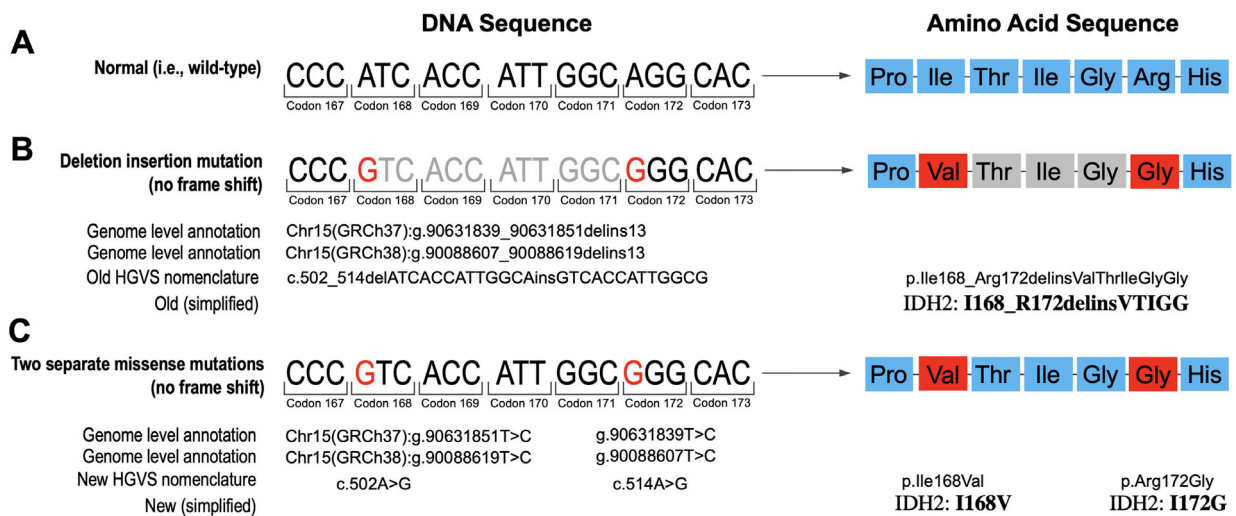 DNA Sequence Amino Acid Sequence
A
Normal (i.e., wild-type) CCC ATC ACC ATT GGC AGG CAC Pro Ile Thr Ile Gly Arg His
Codon 167 Codon 168 Codon 169 Codon 170 Codon 171 Codon 172 Codon 173
B
Deletion insertion mutation
(no frame shift) CCC GTC ACC ATT GGC GGG CAC Pro Val Thr Ile Gly Gly His
Codon 167 Codon 168 Codon 169 Codon 170 Codon 171 Codon 172 Codon 173
Genome level annotation Chr15(GRCh37):g.90631839_90631851delins13
Genome level annotation Chr15(GRCh38):g.90088607_90088619delins13
Old HGVS nomenclature c.502_514delATCACCATTGGCAinsGTCACCATTGGCG p.Ile168_Arg172delinsValThrIleGlyGly
Old (simplified) IDH2: I168_R172delinsVTIGG
C
Two separate missense mutations
(no frame shift) CCC GTC ACC ATT GGC GGG CAC Pro Val Thr Ile Gly Gly His
Codon 167 Codon 168 Codon 169 Codon 170 Codon 171 Codon 172 Codon 173
Genome level annotation Chr15(GRCh37):g.90631851T>C g.90631839T>C
Genome level annotation Chr15(GRCh38):g.90088619T>C g.90088607T>C
New HGVS nomenclature c.502A>G c.514A>G p.Ile168Val p.Arg172Gly
New (simplified) IDH2: I168V IDH2: I172G